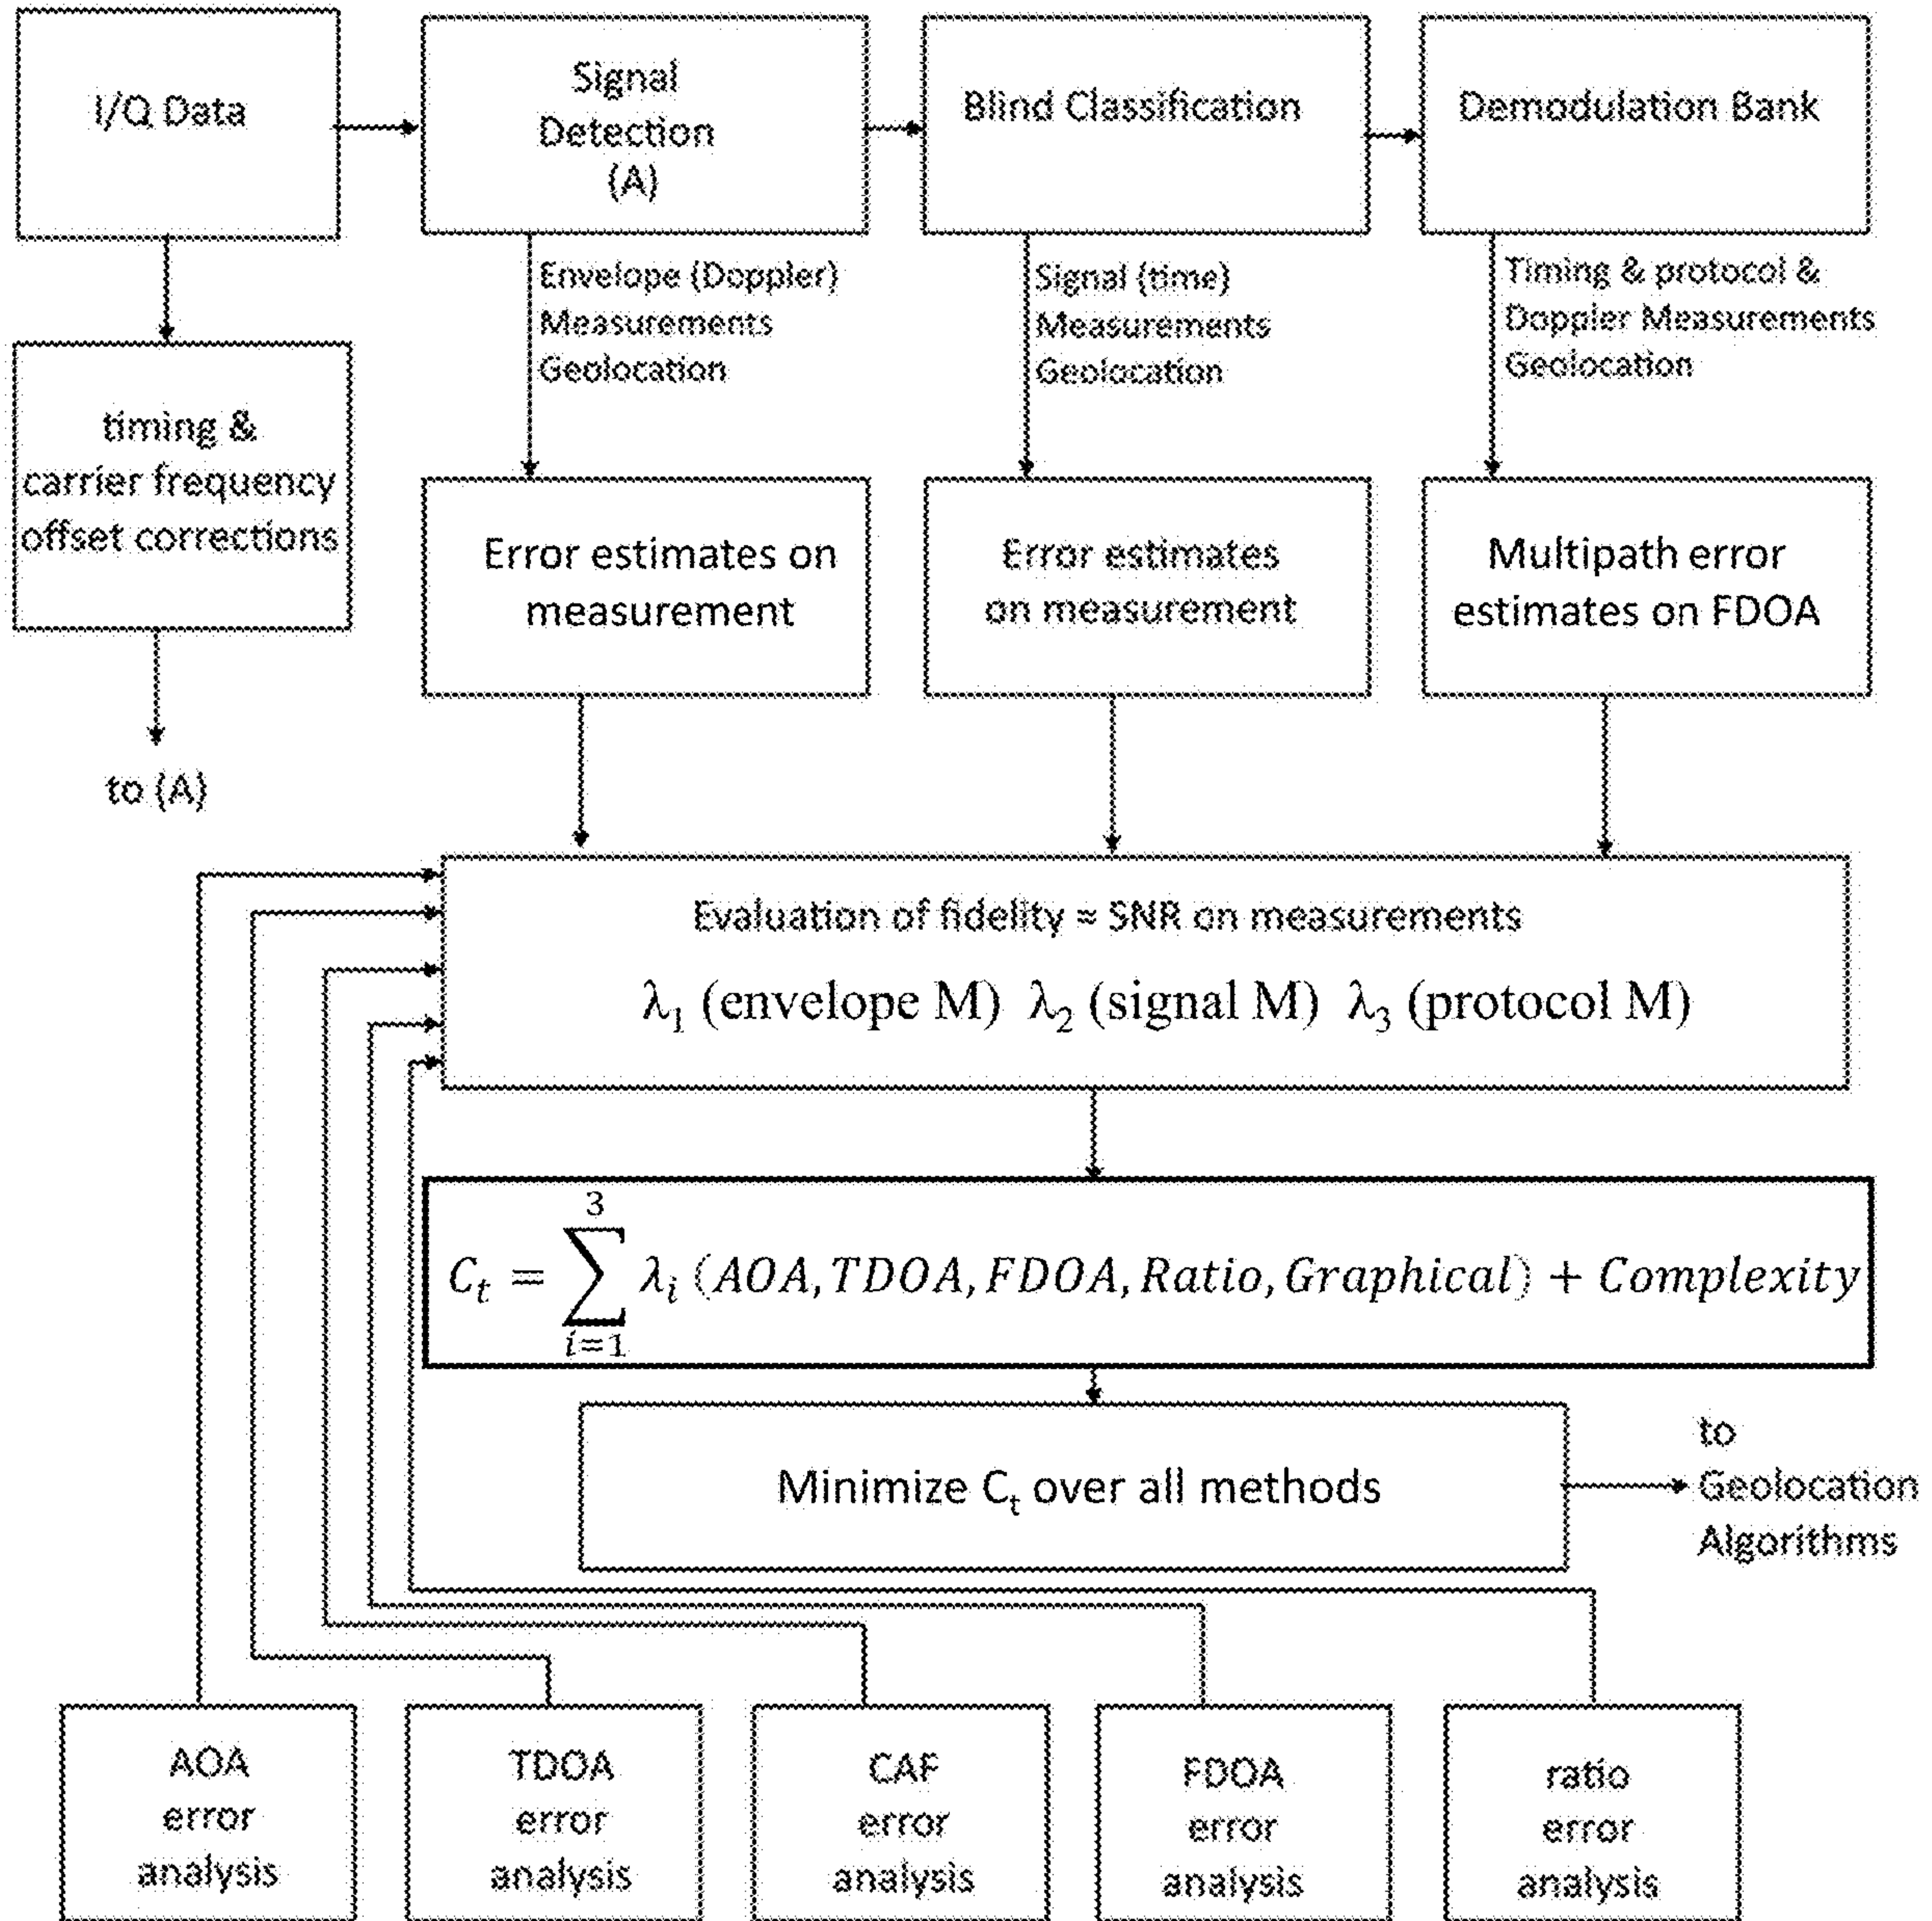 I/Q Data
Signal
Detection
(A)
Blind Classification
Demodulation Bank
Envelope (Doppler)
Measurements
Geolocation
Signal (time)
Measurements
Geolocation
Timing & protocol &
Doppler Measurements
Geolocation
timing &
carrier frequency
offset corrections
Error estimates on
measurement
Error estimates
on measurement
Multipath error
estimates on FDOA
to (A)
Evaluation of fidelity = SNR on measurements
λ₁ (envelope M) λ₂ (signal M) λ₃ (protocol M)
C_t = ∑_{i=1}^{3} λ_i (AOA, TDOA, FDOA, Ratio, Graphical) + Complexity
Minimize C_t over all methods
to
Geolocation
Algorithms
AOA
error
analysis
TDOA
error
analysis
CAF
error
analysis
FDOA
error
analysis
ratio
error
analysis